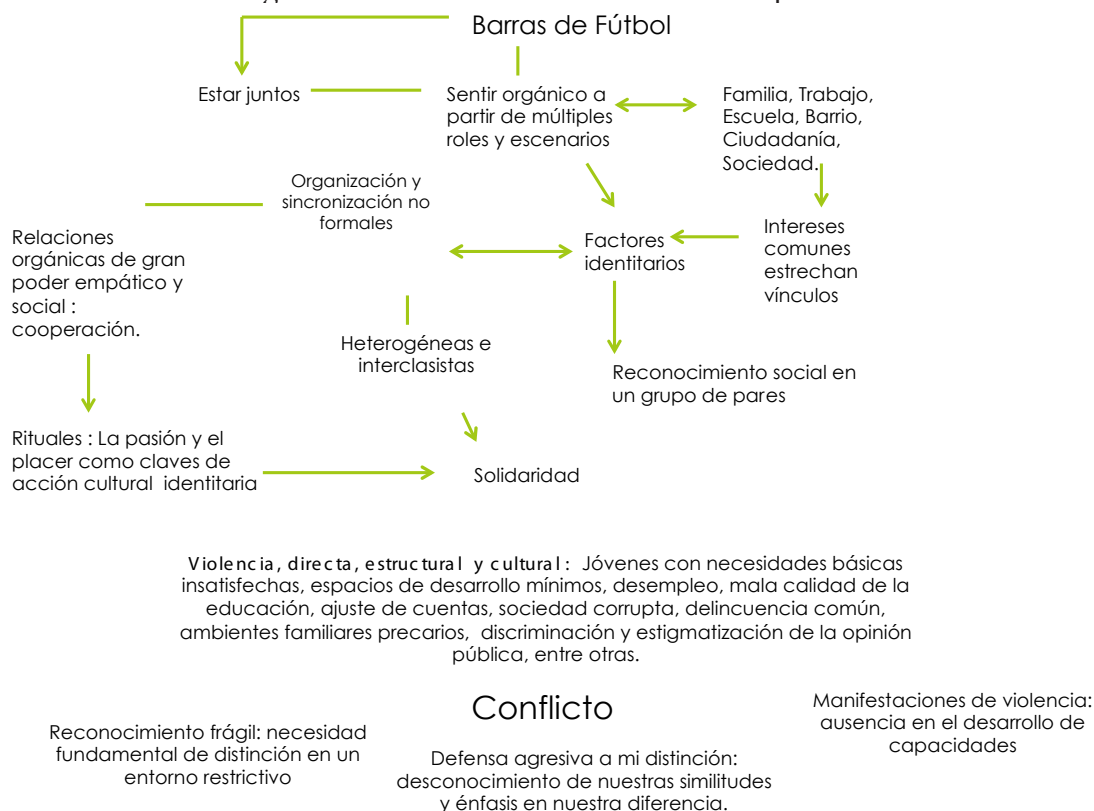 Barras de Fútbol
Estar juntos
Sentir orgánico a
partir de múltiples
roles y escenarios
Familia, Trabajo,
Escuela, Barrio,
Ciudadanía,
Sociedad.
Organización y
sincronización no
formales
Relaciones
orgánicas de gran
poder empático y
social :
cooperación.
Factores
identitarios
Intereses
comunes
estrechan
vínculos
Heterogéneas e
interclasistas
Reconocimiento social en
un grupo de pares
Rituales : La pasión y el
placer como claves de
acción cultural identitaria
Solidaridad
Violencia, directa, estructural y cultural: Jóvenes con necesidades básicas
insatisfechas, espacios de desarrollo mínimos, desempleo, mala calidad de la
educación, ajuste de cuentas, sociedad corrupta, delincuencia común,
ambientes familiares precarios, discriminación y estigmatización de la opinión
pública, entre otras.
Conflicto
Reconocimiento frágil: necesidad
fundamental de distinción en un
entorno restrictivo
Defensa agresiva a mi distinción:
desconocimiento de nuestras similitudes
y énfasis en nuestra diferencia.
Manifestaciones de violencia:
ausencia en el desarrollo de
capacidades